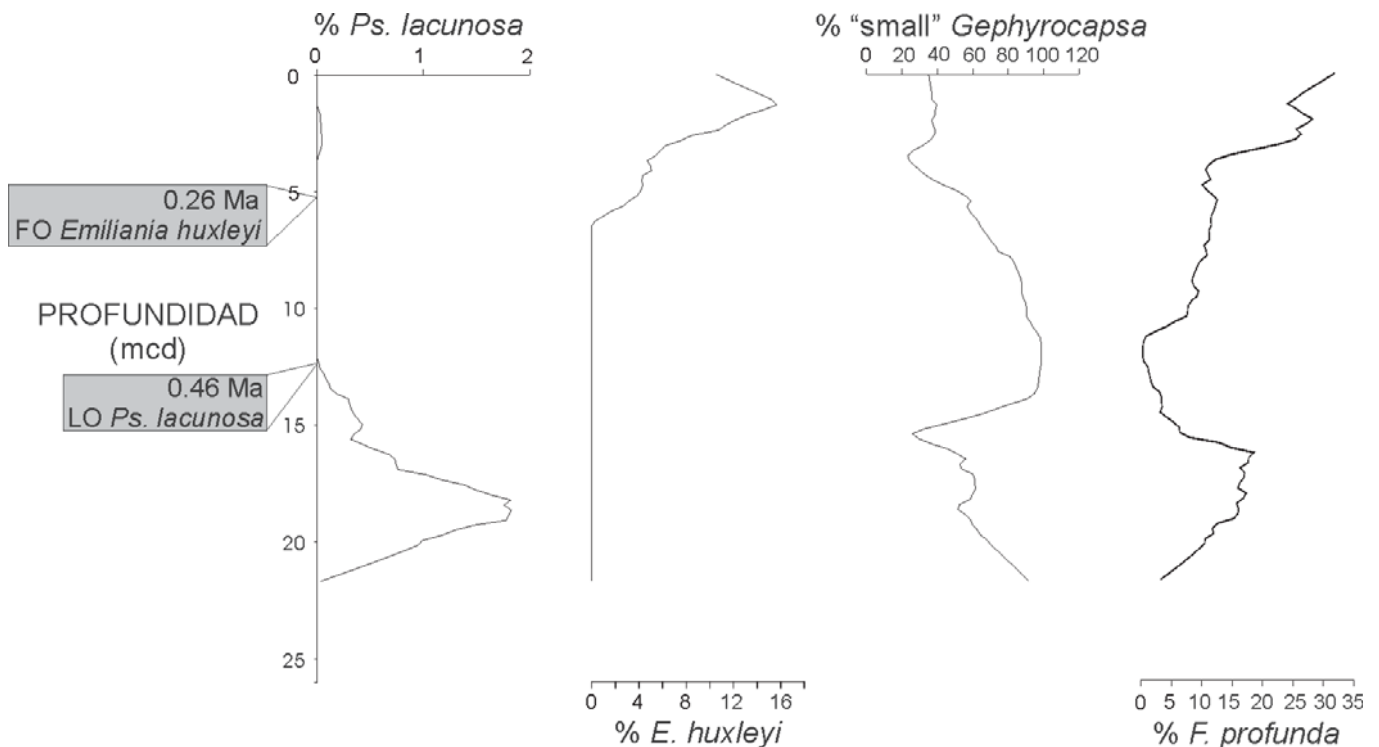 % Ps. lacunosa
0 1 2
% "small" Gephyrocapsa
0 20 40 60 80 100 120
0
5
10
15
20
25
0.26 Ma
FO Emiliania huxleyi
PROFUNDIDAD
(mcd)
0.46 Ma
LO Ps. lacunosa
0 4 8 12 16
% E. huxleyi
0 5 10 15 20 25 30 35
% F. profunda